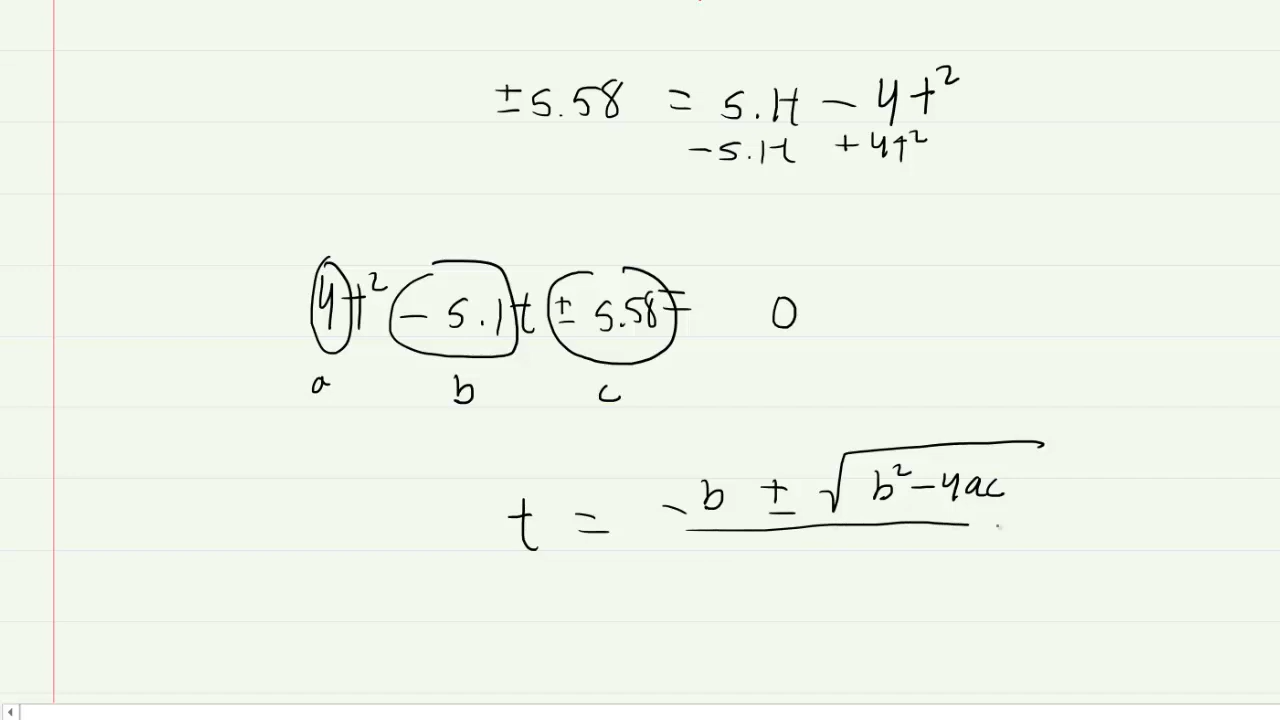 ±5.58 = 5.1t − 4t²
−5.1t +4t²
4t² − 5.1t ± 5.58 = 0
a b c
t = −b ± √b²−4ac